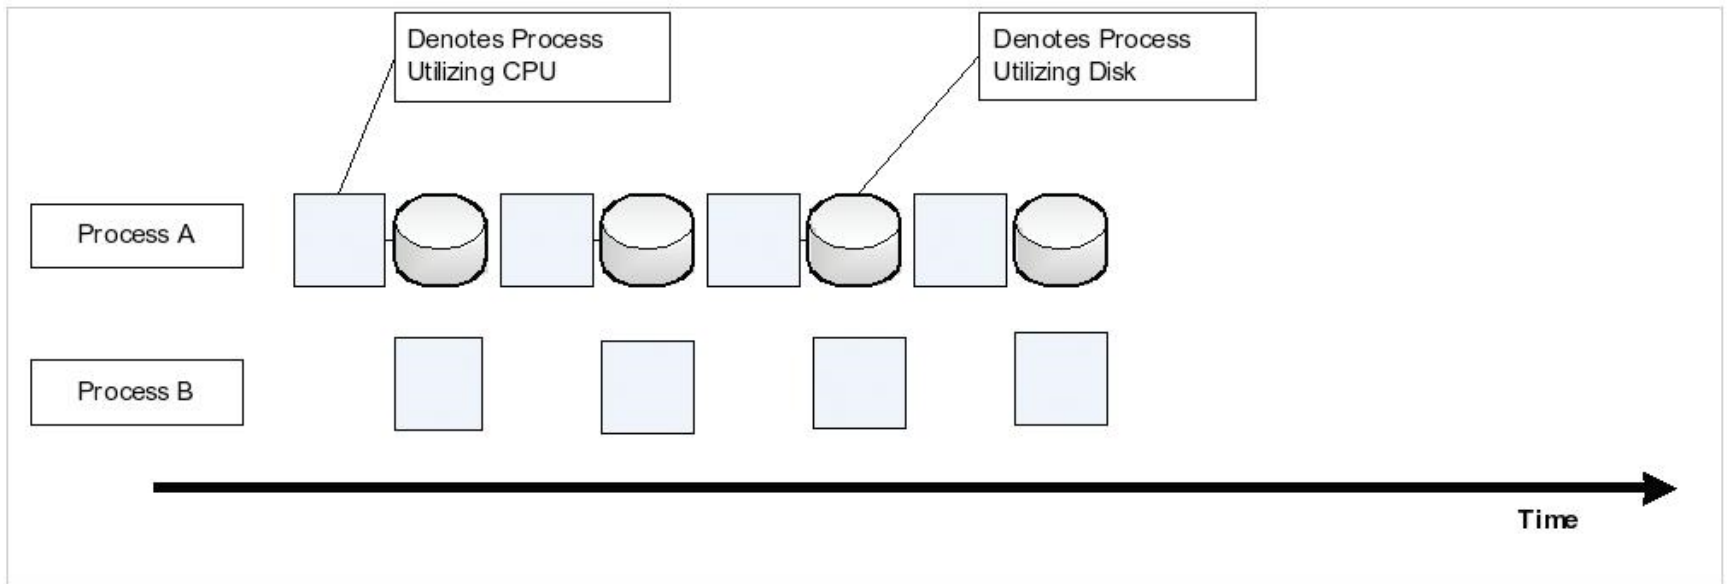 Denotes Process
Utilizing CPU
Denotes Process
Utilizing Disk
Process A
Process B
Time